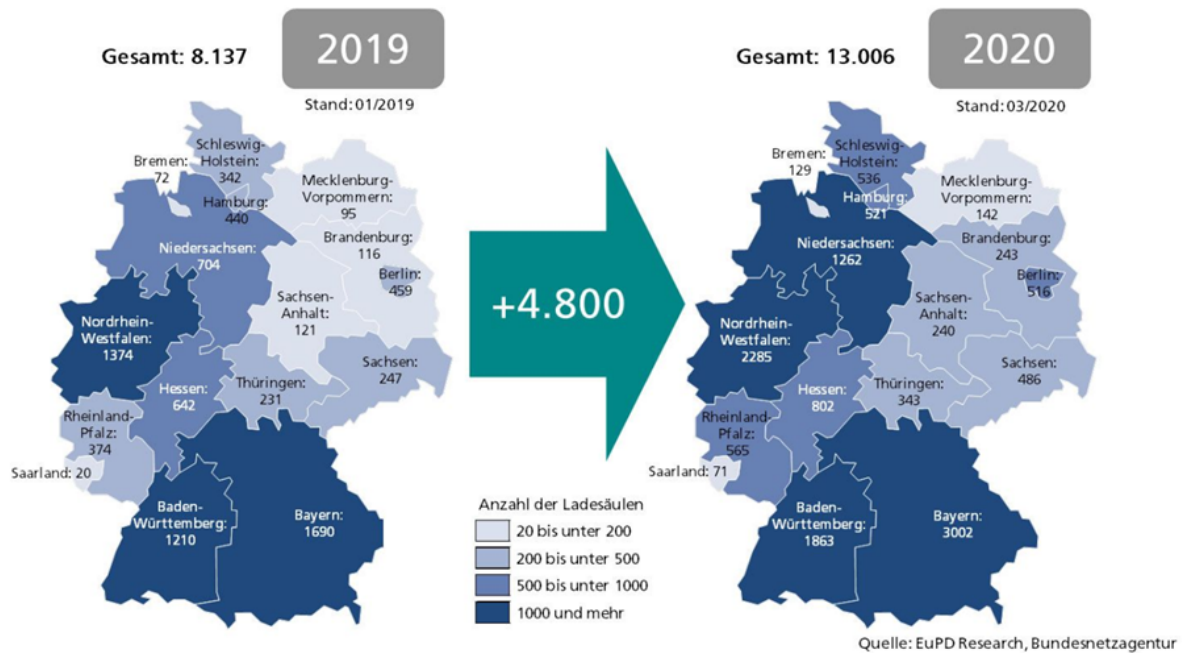 Gesamt: 8.137
2019
Stand: 01/2019
Schleswig-
Holstein:
342
Bremen:
72
Hamburg:
440
Mecklenburg-
Vorpommern:
95
Niedersachsen:
704
Brandenburg:
116
Berlin:
459
Sachsen-
Anhalt:
121
Nordrhein-
Westfalen:
1374
Sachsen:
247
Hessen:
642
Thüringen:
231
Rheinland-
Pfalz:
374
Saarland: 20
Baden-
Württemberg:
1210
Bayern:
1690
+4.800
Anzahl der Ladesäulen
20 bis unter 200
200 bis unter 500
500 bis unter 1000
1000 und mehr
Gesamt: 13.006
2020
Stand: 03/2020
Schleswig-
Holstein:
536
Bremen:
129
Hamburg:
521
Mecklenburg-
Vorpommern:
142
Niedersachsen:
1262
Brandenburg:
243
Berlin:
516
Sachsen-
Anhalt:
240
Nordrhein-
Westfalen:
2285
Sachsen:
486
Hessen:
802
Thüringen:
343
Rheinland-
Pfalz:
565
Saarland: 71
Baden-
Württemberg:
1863
Bayern:
3002
Quelle: EuPD Research, Bundesnetzagentur